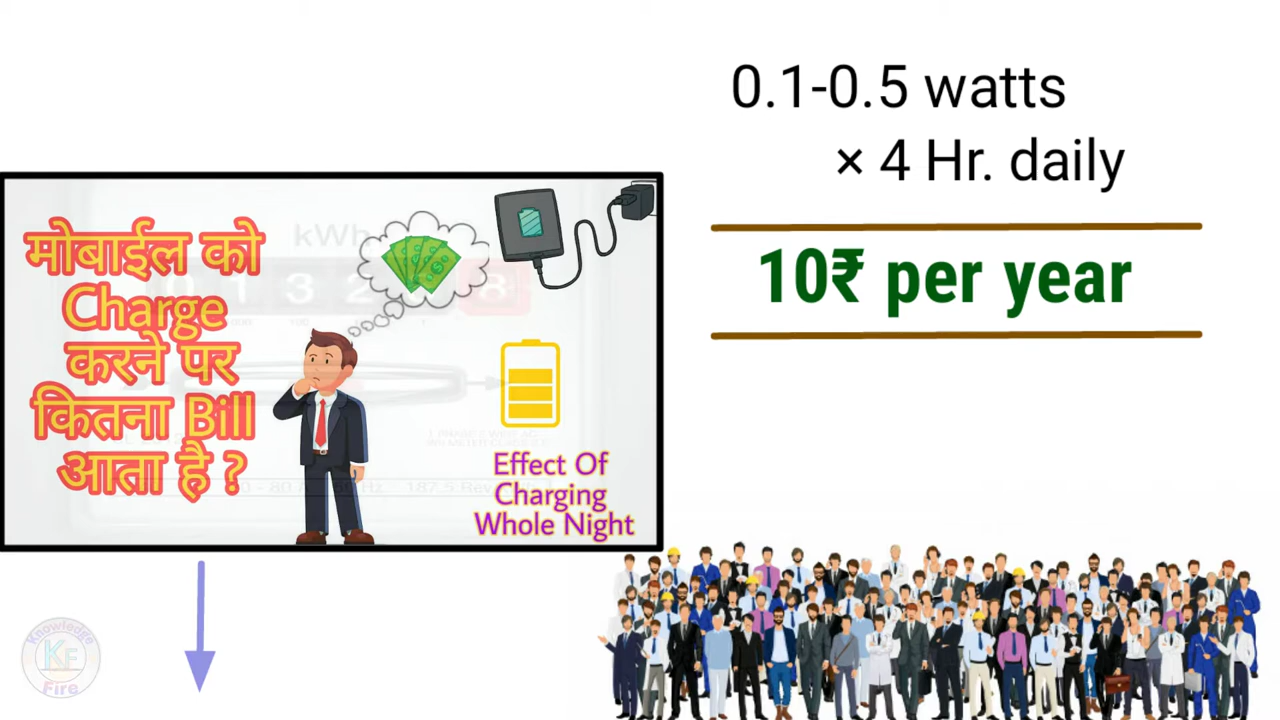 0.1-0.5 watts
× 4 Hr. daily
10₹ per year
मोबाईल को
Charge
करने पर
कितना Bill
आता है ?
kWh
Effect Of
Charging
Whole Night
Knowledge
KF
Fire